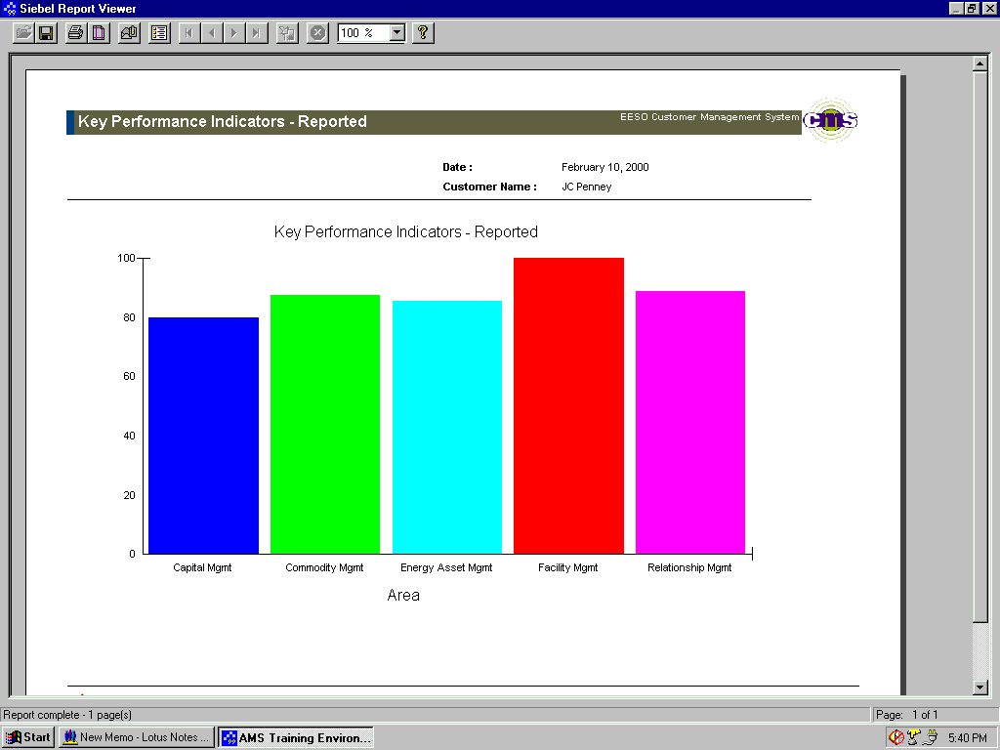 Siebel Report Viewer
100 %
Key Performance Indicators - Reported
EESO Customer Management System
cms
Date :
February 10, 2000
Customer Name :
JC Penney
Key Performance Indicators - Reported
100
80
60
40
20
0
Capital Mgmt
Commodity Mgmt
Energy Asset Mgmt
Facility Mgmt
Relationship Mgmt
Area
Report complete - 1 page(s)
Page: 1 of 1
Start
New Memo - Lotus Notes ...
AMS Training Environ...
5:40 PM